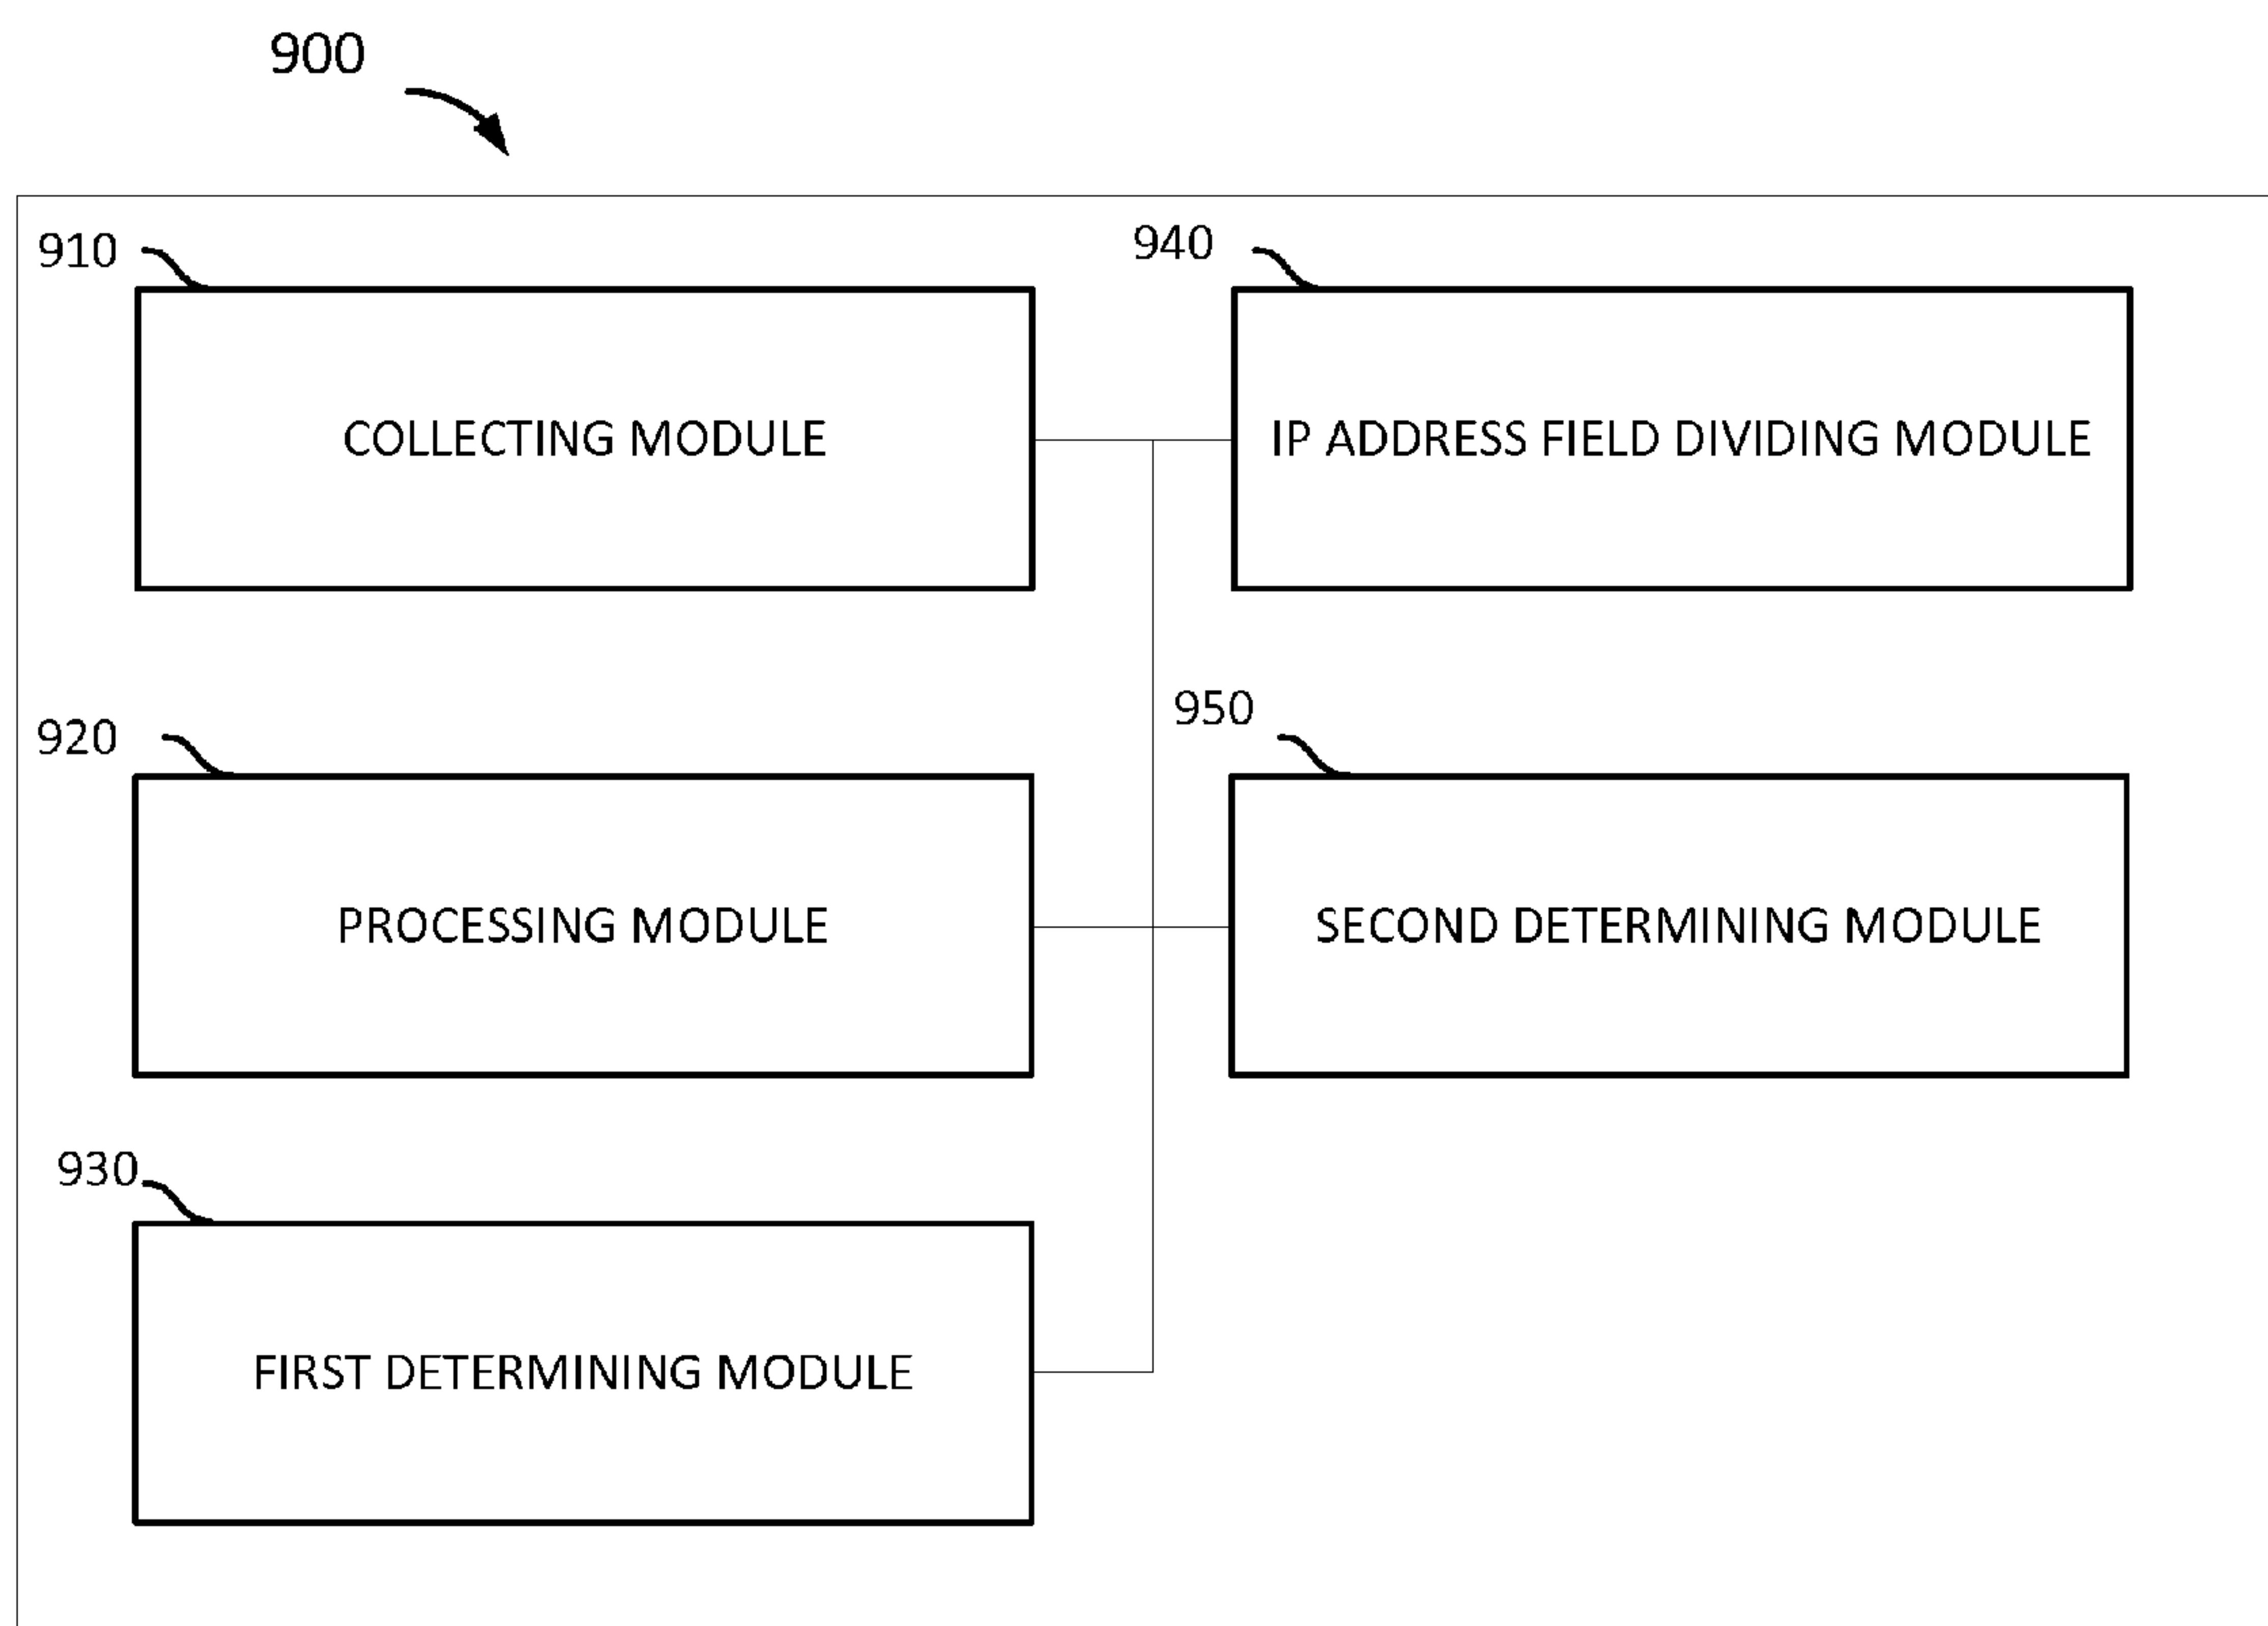 900
910
COLLECTING MODULE
940
IP ADDRESS FIELD DIVIDING MODULE
920
PROCESSING MODULE
950
SECOND DETERMINING MODULE
930
FIRST DETERMINING MODULE